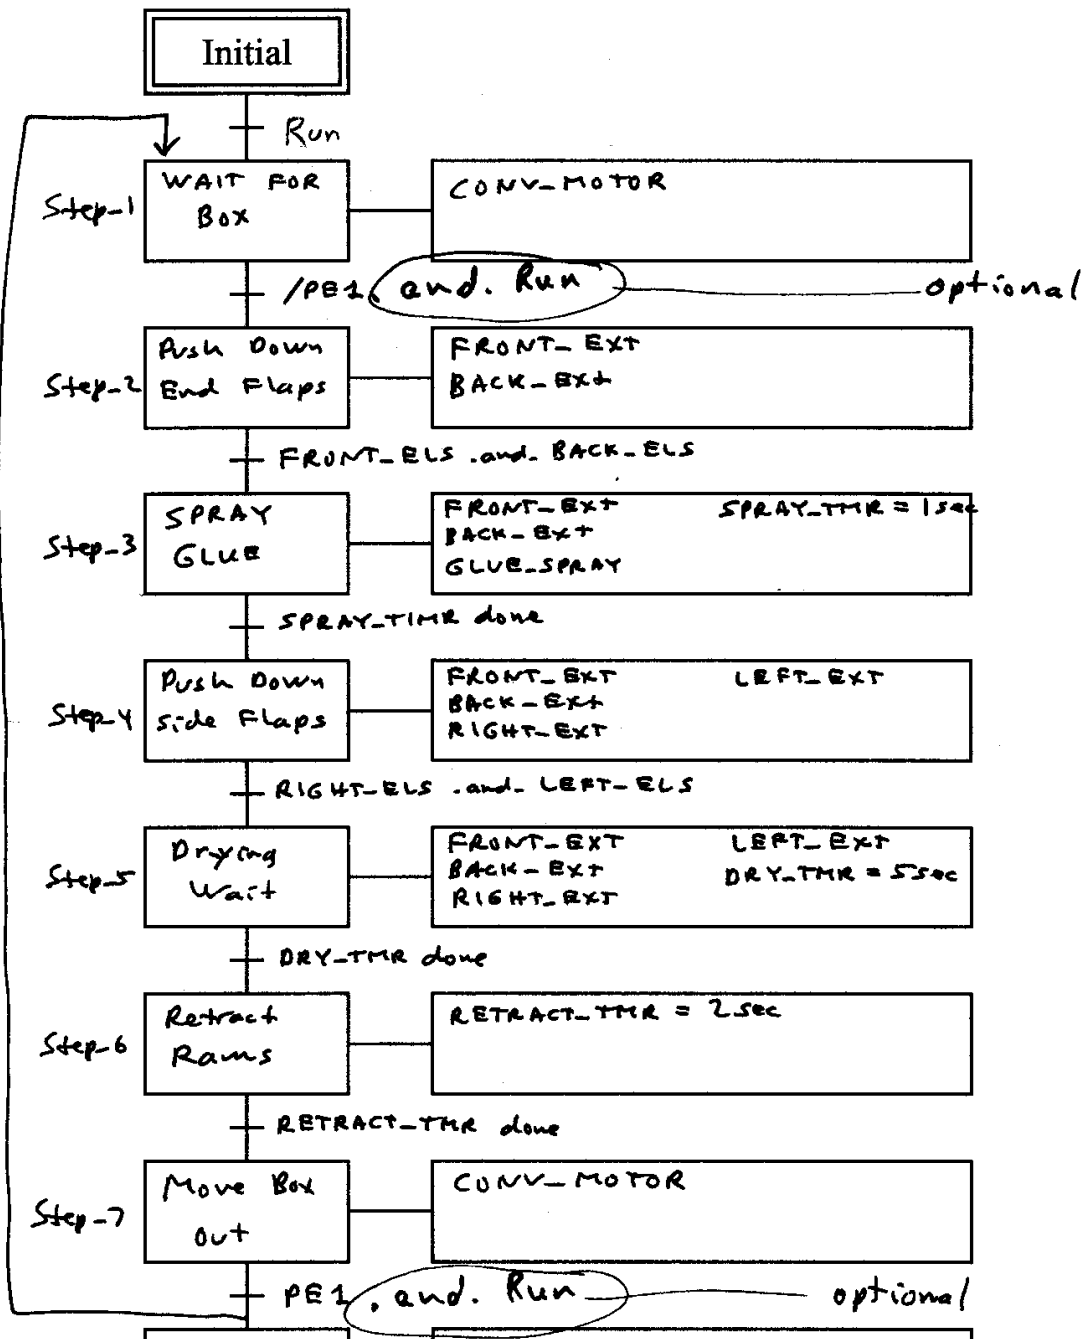 Initial
Run
Step-1
WAIT FOR
Box
CONV_MOTOR
/PE1 .and. Run
optional
Step-2
Push Down
End Flaps
FRONT_EXT
BACK_EXT
FRONT_ELS .and. BACK_ELS
Step-3
SPRAY
GLUE
FRONT_EXT SPRAY_TMR = 1sec
BACK_EXT
GLUE_SPRAY
SPRAY_TIMR done
Step-4
Push Down
side Flaps
FRONT_EXT LEFT_EXT
BACK_EXT
RIGHT_EXT
RIGHT_ELS .and. LEFT_ELS
Step-5
Drying
Wait
FRONT_EXT LEFT_EXT
BACK_EXT DRY_TMR = 5sec
RIGHT_EXT
DRY_TMR done
Step-6
Retract
Rams
RETRACT_TMR = 2sec
RETRACT_TMR done
Step-7
Move Box
out
CONV_MOTOR
PE1 .and. Run
optional